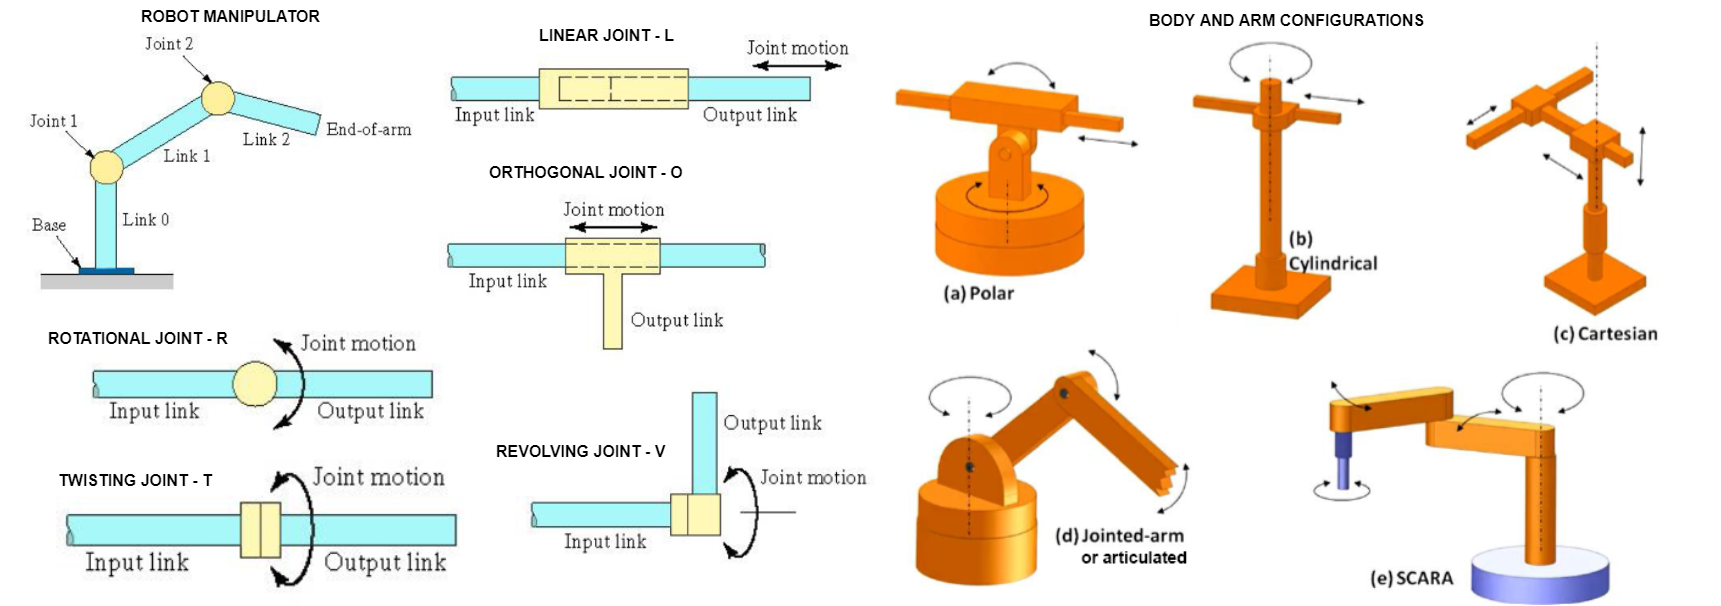 ROBOT MANIPULATOR
Joint 2
Joint 1
Link 1
Link 2
End-of-arm
Link 0
Base
LINEAR JOINT - L
Joint motion
Input link
Output link
ORTHOGONAL JOINT - O
Joint motion
Input link
Output link
ROTATIONAL JOINT - R
Joint motion
Input link
Output link
TWISTING JOINT - T
Joint motion
Input link
Output link
REVOLVING JOINT - V
Output link
Joint motion
Input link
BODY AND ARM CONFIGURATIONS
(a) Polar
(b)
Cylindrical
(c) Cartesian
(d) Jointed-arm
or articulated
(e) SCARA